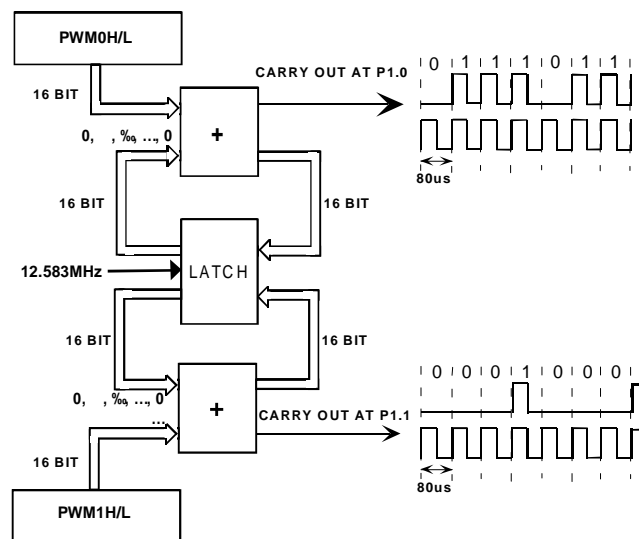 PWM0H/L
16 BIT
CARRY OUT AT P1.0
0 1 1 1 0 1 1
+
0, , ‰, ..., 0
80us
16 BIT
16 BIT
12.583MHz
LATCH
16 BIT
16 BIT
0, , ‰, ..., 0
...
+
CARRY OUT AT P1.1
0 0 0 1 0 0 0
16 BIT
80us
PWM1H/L